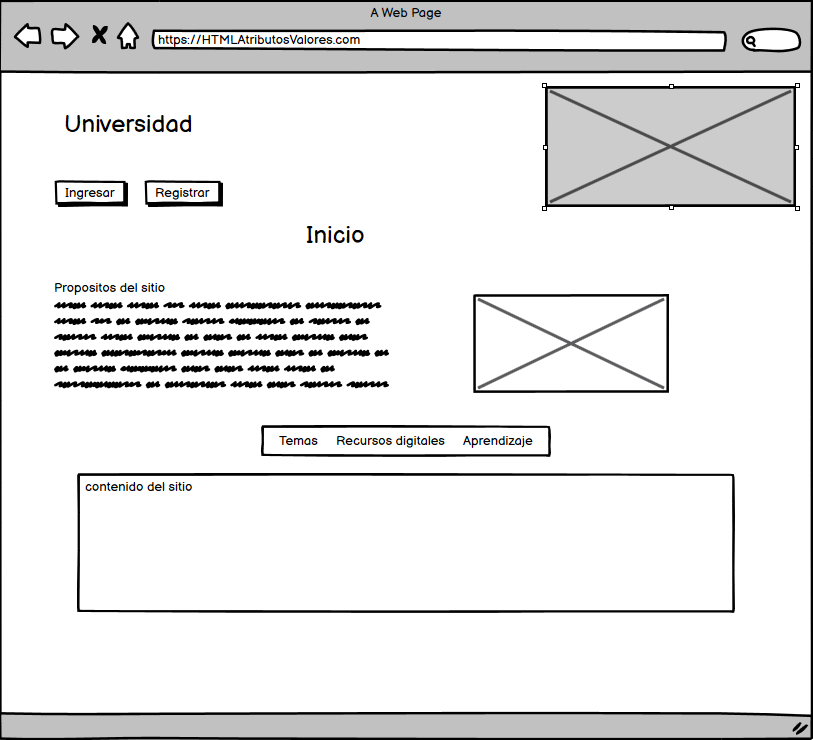 A Web Page
https://HTMLAtributosValores.com
Universidad
Ingresar Registrar
Inicio
Propositos del sitio
Temas Recursos digitales Aprendizaje
contenido del sitio